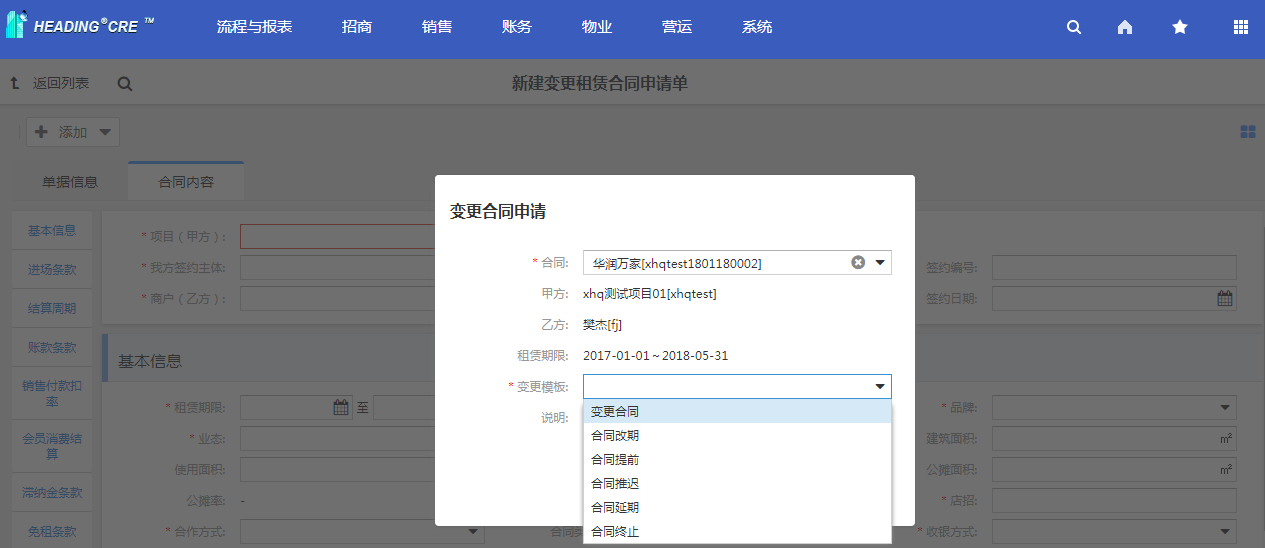 HEADING®CRE ™ 流程与报表 招商 销售 账务 物业 营运 系统
返回列表 新建变更租赁合同申请单
添加
单据信息 合同内容
基本信息
进场条款
结算周期
账款条款
销售付款扣
率
会员消费结
算
滞纳金条款
免租条款
* 项目（甲方）:
* 我方签约主体: 签约编号:
* 商户（乙方）: 签约日期:
基本信息
* 租赁期限: 至 * 品牌:
* 业态: 建筑面积: m²
使用面积: 公摊面积: m²
公摊率: - * 店招:
* 合作方式: * 收银方式:
变更合同申请
* 合同: 华润万家[xhqtest1801180002]
甲方: xhq测试项目01[xhqtest]
乙方: 樊杰[fj]
租赁期限: 2017-01-01～2018-05-31
* 变更模板:
说明:
变更合同
合同改期
合同提前
合同推迟
合同延期
合同终止